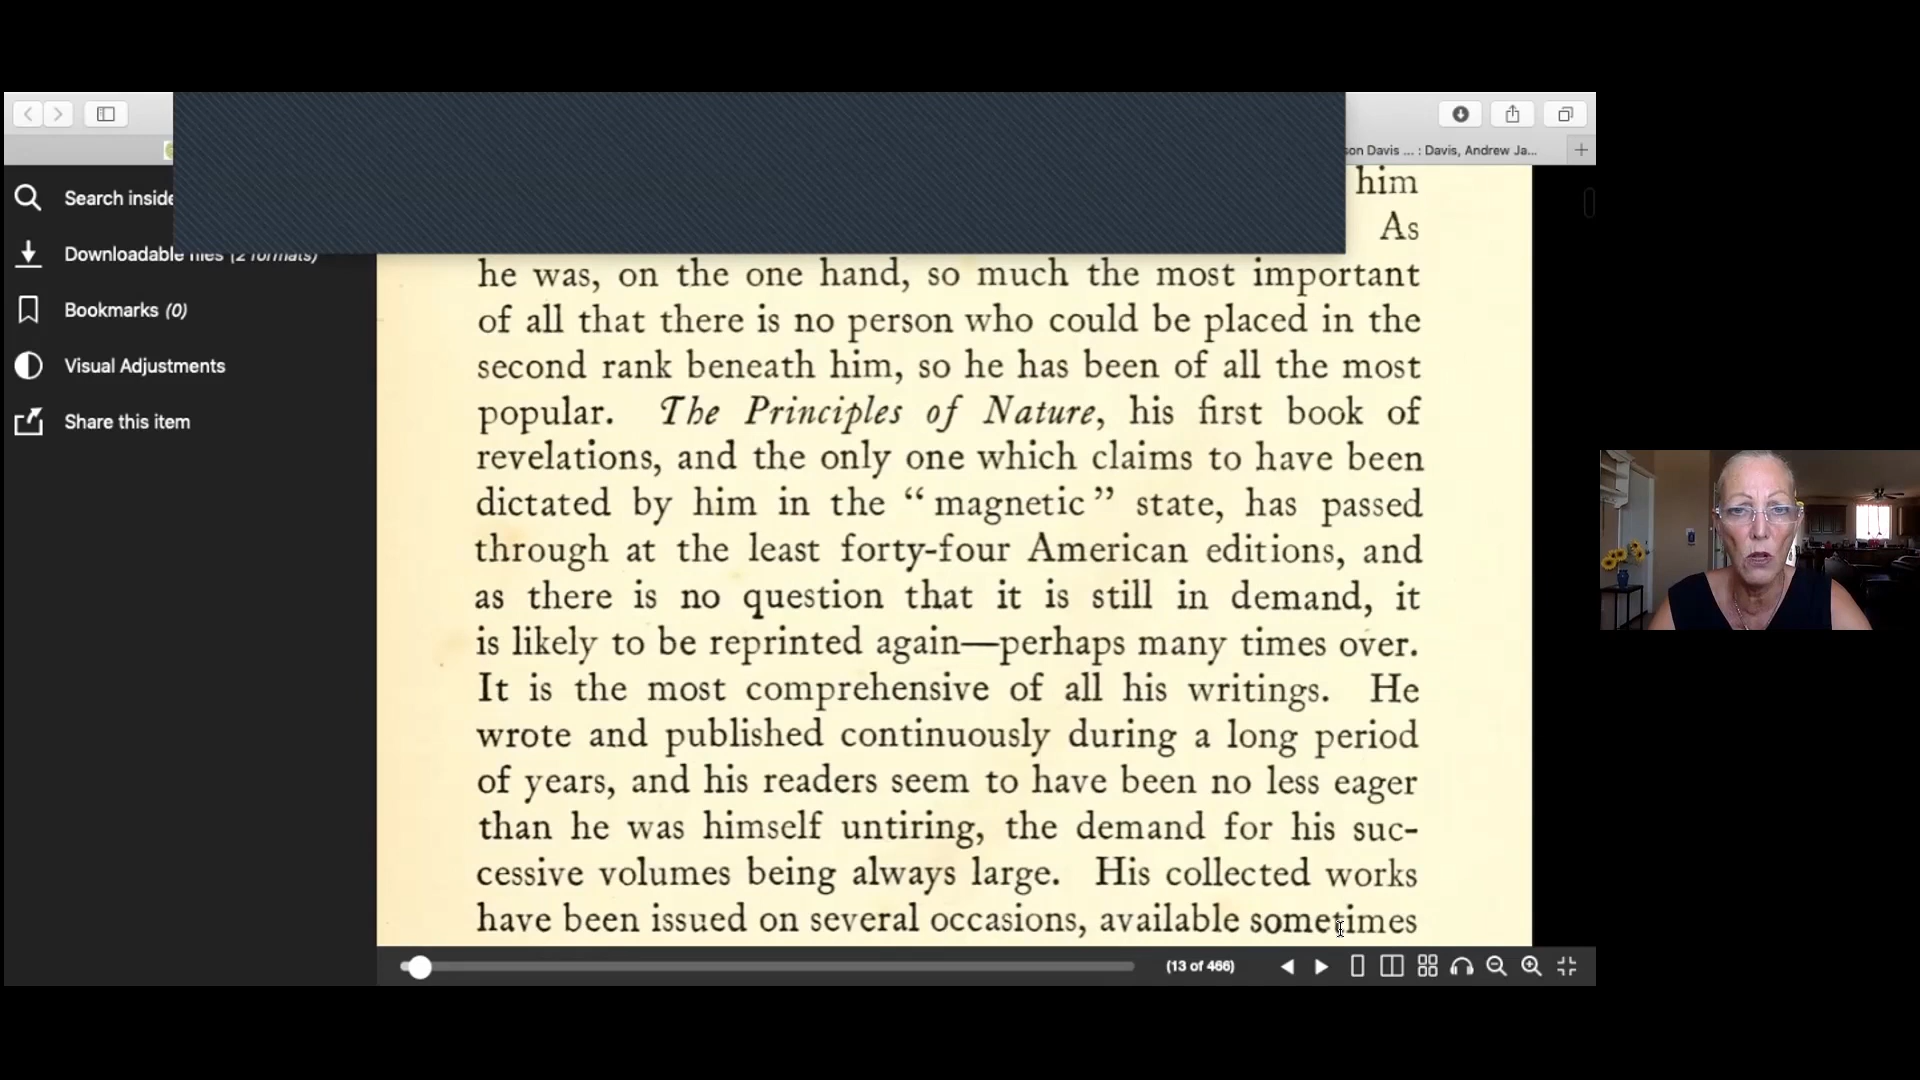 son Davis ... : Davis, Andrew Ja...
Search inside
Downloadable files (2 formats)
Bookmarks (0)
Visual Adjustments
Share this item
him
As
he was, on the one hand, so much the most important
of all that there is no person who could be placed in the
second rank beneath him, so he has been of all the most
popular. The Principles of Nature, his first book of
revelations, and the only one which claims to have been
dictated by him in the “magnetic” state, has passed
through at the least forty-four American editions, and
as there is no question that it is still in demand, it
is likely to be reprinted again—perhaps many times over.
It is the most comprehensive of all his writings. He
wrote and published continuously during a long period
of years, and his readers seem to have been no less eager
than he was himself untiring, the demand for his suc-
cessive volumes being always large. His collected works
have been issued on several occasions, available sometimes
(13 of 466)